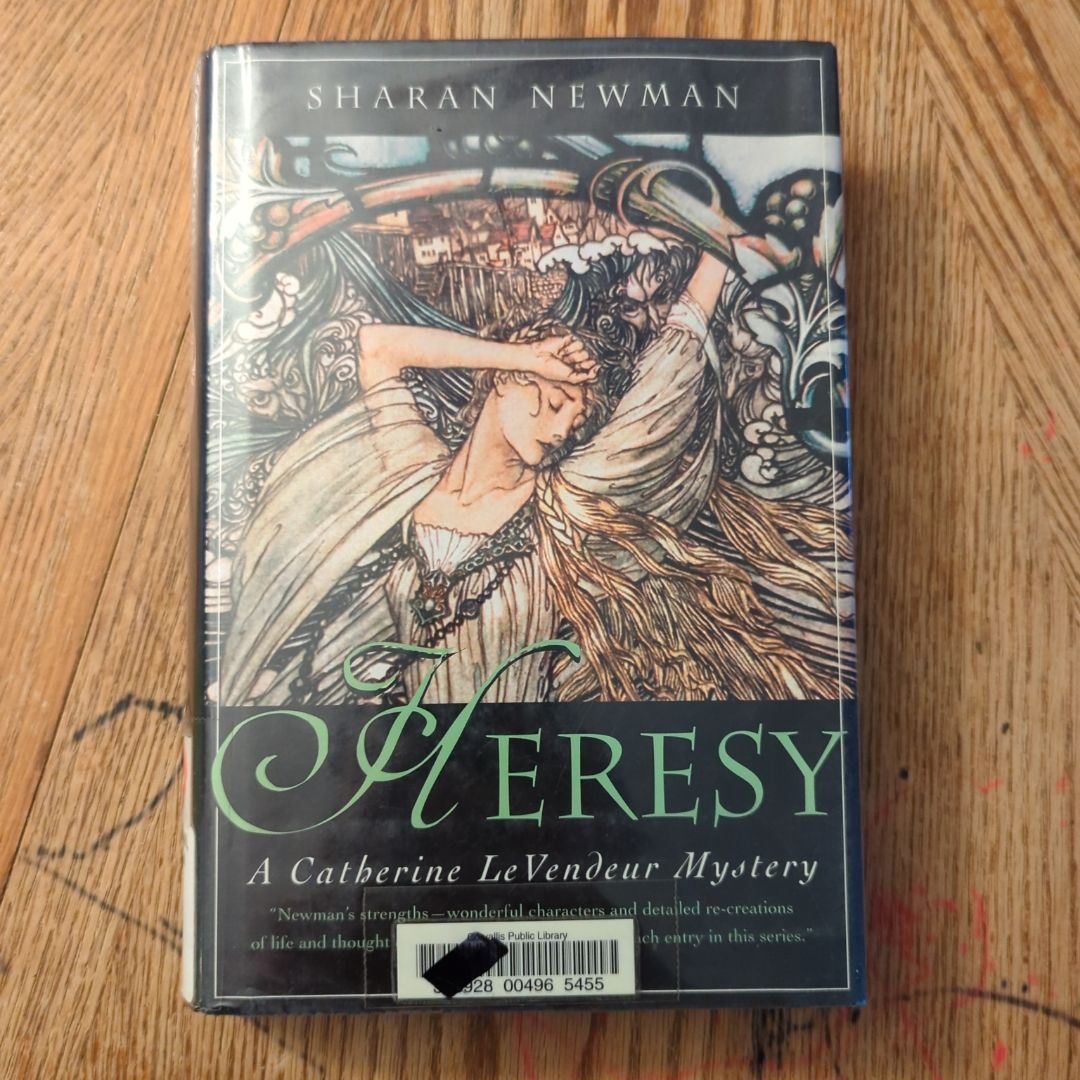 SHARAN NEWMAN
HERESY
A Catherine LeVendeur Mystery
"Newman's strengths—wonderful characters and detailed re-creations
of life and thought entry in this series."
Public Library
928 00496 5455